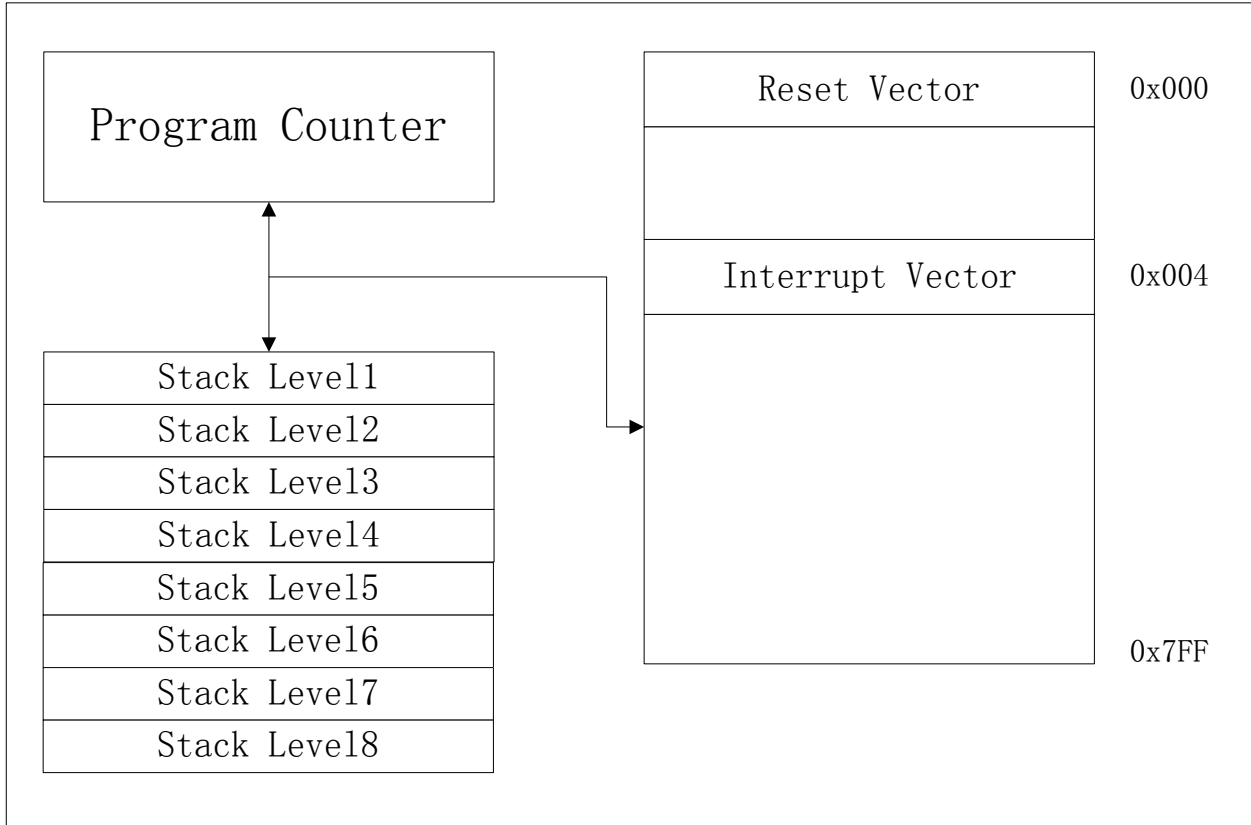 Program Counter
Stack Level1
Stack Level2
Stack Level3
Stack Level4
Stack Level5
Stack Level6
Stack Level7
Stack Level8
Reset Vector
0x000
Interrupt Vector
0x004
0x7FF